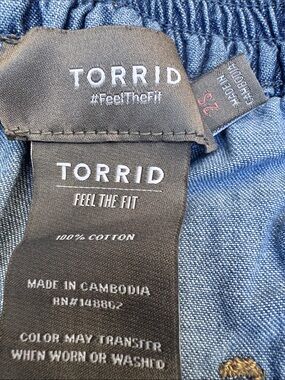 TORRID
#FeelTheFit
TORRID
FEEL THE FIT
100% COTTON
MADE IN CAMBODIA
RN#148802
COLOR MAY TRANSFER
WHEN WORN OR WASHED